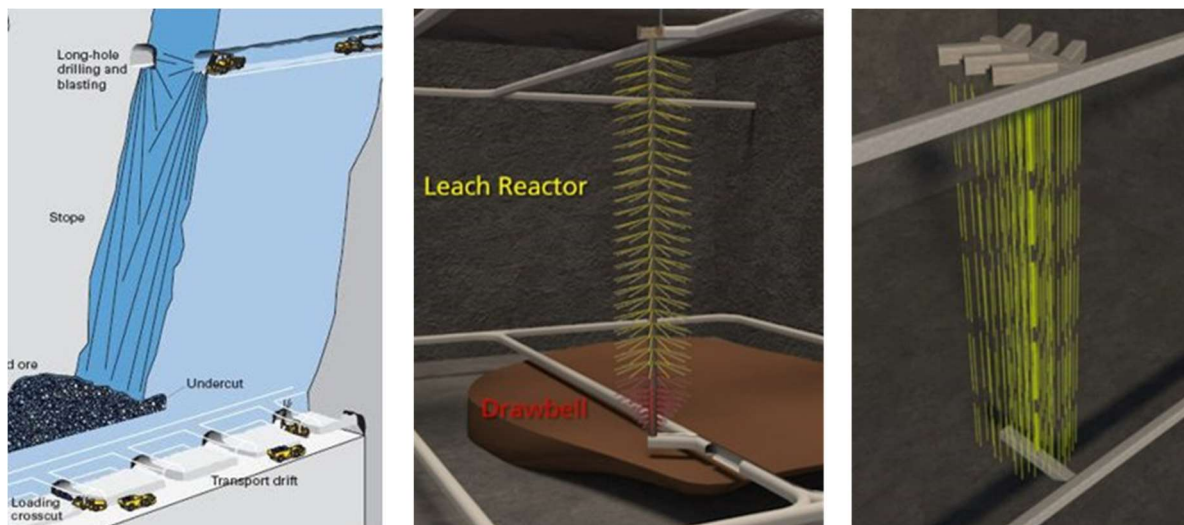 Long-hole
drilling and
blasting
Stope
d ore
Undercut
Transport drift
Loading
crosscut
Leach Reactor
Drawbell